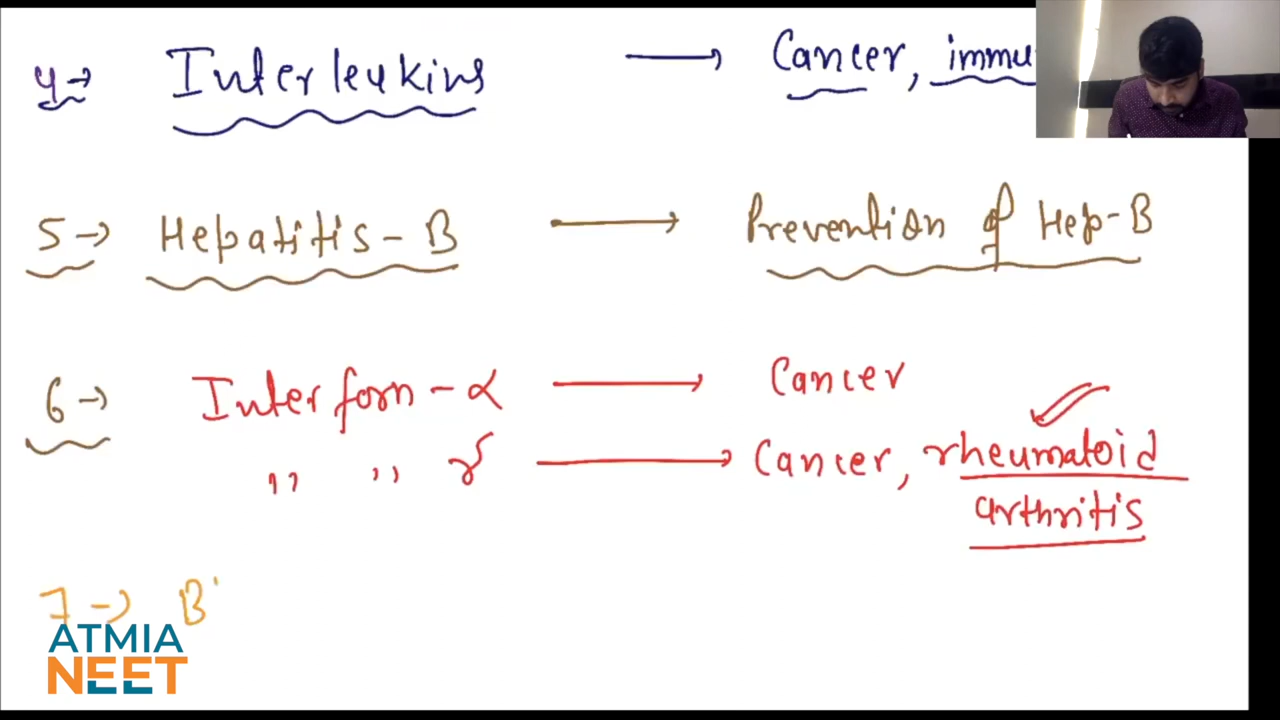 4→ Interleukins → Cancer, immu
5→ Hepatitis-B → Prevention of Hep-B
6→ Interforn-α → Cancer
,, ,, γ → Cancer, rheumatoid
arthritis
7→ B
ATMIA
NEET